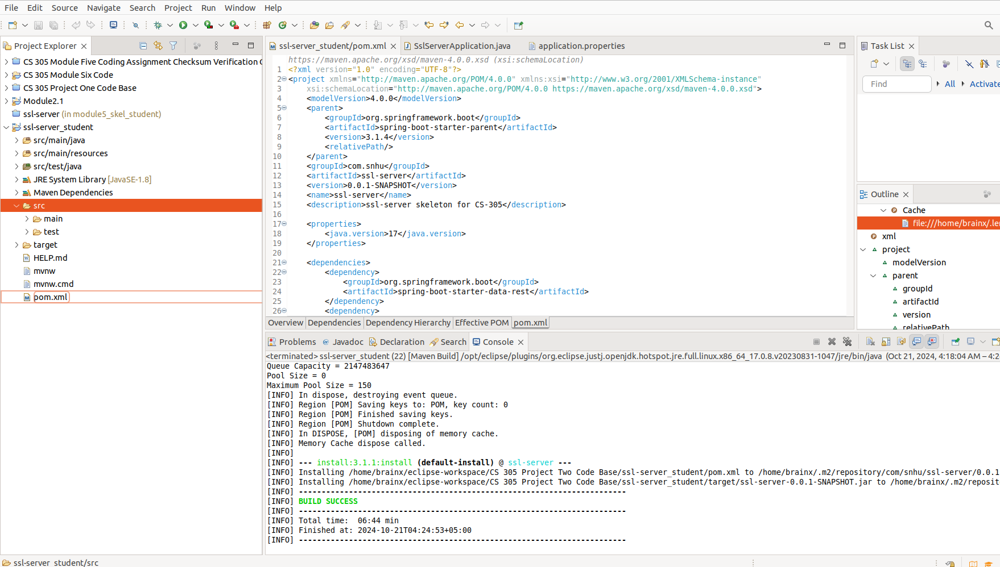 File Edit Source Navigate Search Project Run Window Help
Project Explorer
CS 305 Module Five Coding Assignment Checksum Verification
CS 305 Module Six Code
CS 305 Project One Code Base
Module2.1
ssl-server (in module5_skel_student)
ssl-server_student
src/main/java
src/main/resources
src/test/java
JRE System Library [JavaSE-1.8]
Maven Dependencies
src
main
test
target
HELP.md
mvnw
mvnw.cmd
pom.xml
ssl-server_student/pom.xml SslServerApplication.java application.properties
https://maven.apache.org/xsd/maven-4.0.0.xsd (xsi:schemaLocation)
1 <?xml version="1.0" encoding="UTF-8"?>
2 <project xmlns="http://maven.apache.org/POM/4.0.0" xmlns:xsi="http://www.w3.org/2001/XMLSchema-instance"
3 xsi:schemaLocation="http://maven.apache.org/POM/4.0.0 https://maven.apache.org/xsd/maven-4.0.0.xsd">
4 <modelVersion>4.0.0</modelVersion>
5 <parent>
6 <groupId>org.springframework.boot</groupId>
7 <artifactId>spring-boot-starter-parent</artifactId>
8 <version>3.1.4</version>
9 <relativePath/>
10 </parent>
11 <groupId>com.snhu</groupId>
12 <artifactId>ssl-server</artifactId>
13 <version>0.0.1-SNAPSHOT</version>
14 <name>ssl-server</name>
15 <description>ssl-server skeleton for CS-305</description>
16
17 <properties>
18 <java.version>17</java.version>
19 </properties>
20
21 <dependencies>
22 <dependency>
23 <groupId>org.springframework.boot</groupId>
24 <artifactId>spring-boot-starter-data-rest</artifactId>
25 </dependency>
26 <dependency>
Overview Dependencies Dependency Hierarchy Effective POM pom.xml
Task List
Find All Activate
Outline
Cache
file:///home/brainx/.le
xml
project
modelVersion
parent
groupId
artifactId
version
relativePath
Problems Javadoc Declaration Search Console
<terminated> ssl-server_student (22) [Maven Build] /opt/eclipse/plugins/org.eclipse.justj.openjdk.hotspot.jre.full.linux.x86_64_17.0.8.v20230831-1047/jre/bin/java (Oct 21, 2024, 4:18:04 AM – 4:2
Queue Capacity = 2147483647
Pool Size = 0
Maximum Pool Size = 150
[INFO] In dispose, destroying event queue.
[INFO] Region [POM] Saving keys to: POM, key count: 0
[INFO] Region [POM] Finished saving keys.
[INFO] Region [POM] Shutdown complete.
[INFO] In DISPOSE, [POM] disposing of memory cache.
[INFO] Memory Cache dispose called.
[INFO]
[INFO] --- install:3.1.1:install (default-install) @ ssl-server ---
[INFO] Installing /home/brainx/eclipse-workspace/CS 305 Project Two Code Base/ssl-server_student/pom.xml to /home/brainx/.m2/repository/com/snhu/ssl-server/0.0.1
[INFO] Installing /home/brainx/eclipse-workspace/CS 305 Project Two Code Base/ssl-server_student/target/ssl-server-0.0.1-SNAPSHOT.jar to /home/brainx/.m2/reposit
[INFO] ------------------------------------------------------------------------
[INFO] BUILD SUCCESS
[INFO] ------------------------------------------------------------------------
[INFO] Total time:  06:44 min
[INFO] Finished at: 2024-10-21T04:24:53+05:00
[INFO] ------------------------------------------------------------------------
ssl-server_student/src